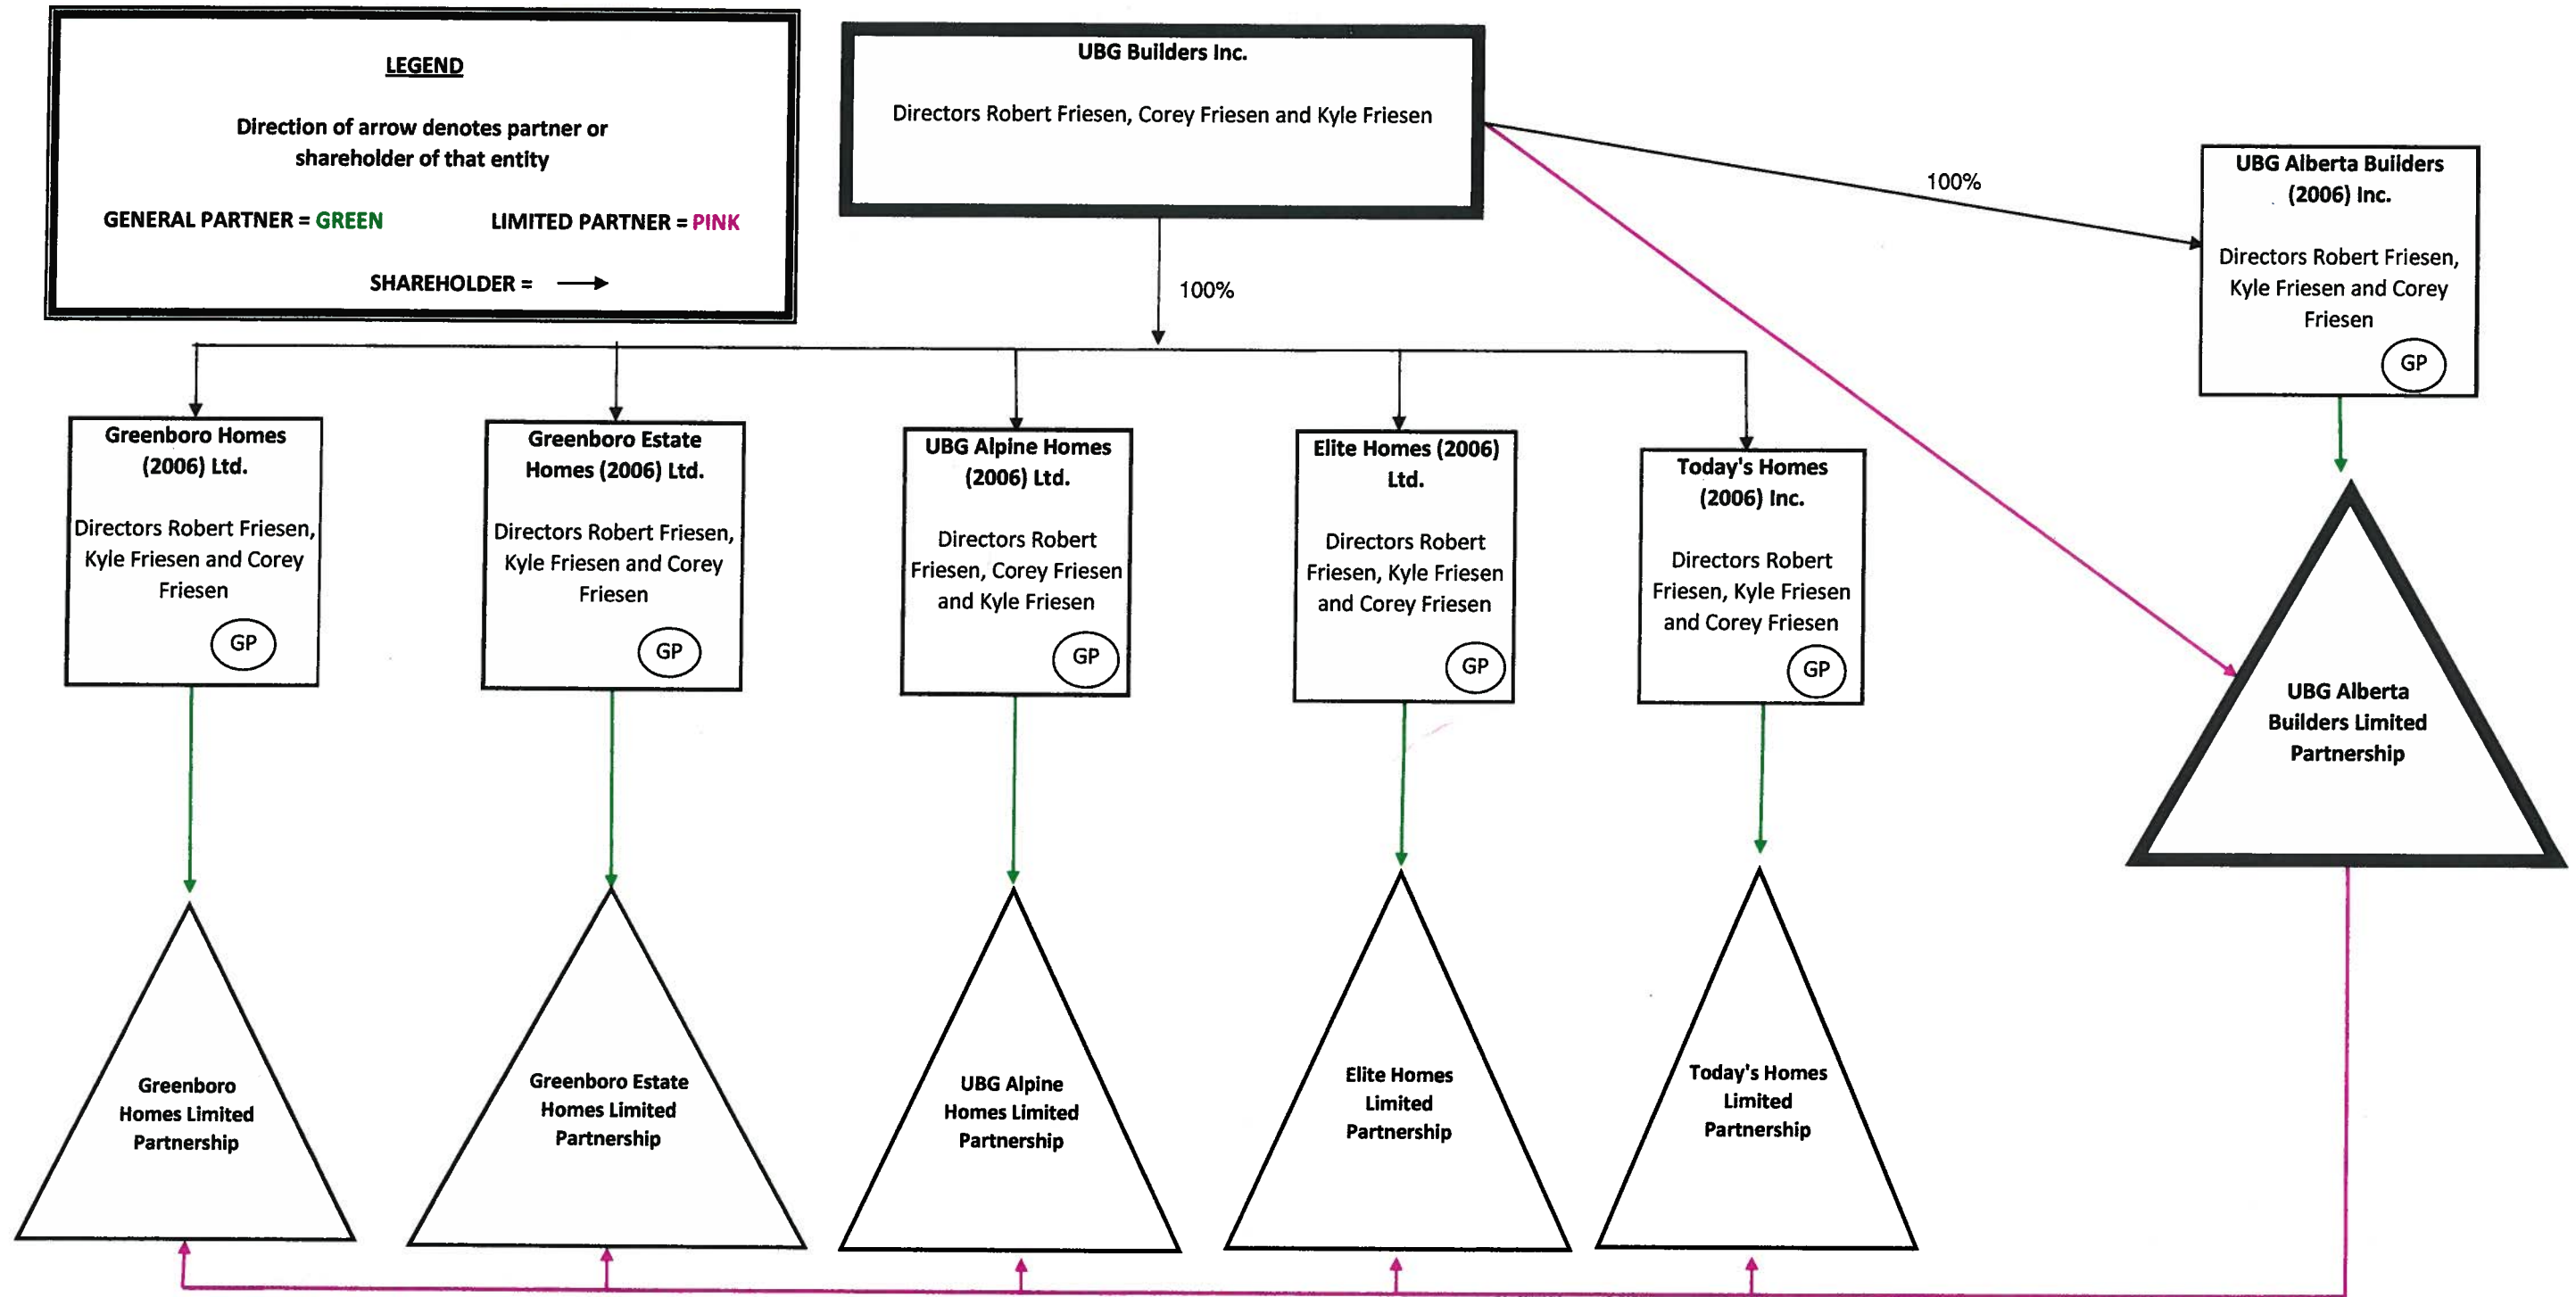 LEGEND
Direction of arrow denotes partner or
shareholder of that entity
GENERAL PARTNER = GREEN LIMITED PARTNER = PINK
SHAREHOLDER =
UBG Builders Inc.
Directors Robert Friesen, Corey Friesen and Kyle Friesen
100%
100%
UBG Alberta Builders
(2006) Inc.
Directors Robert Friesen,
Kyle Friesen and Corey
Friesen
GP
Greenboro Homes
(2006) Ltd.
Directors Robert Friesen,
Kyle Friesen and Corey
Friesen
GP
Greenboro Estate
Homes (2006) Ltd.
Directors Robert Friesen,
Kyle Friesen and Corey
Friesen
GP
UBG Alpine Homes
(2006) Ltd.
Directors Robert
Friesen, Corey Friesen
and Kyle Friesen
GP
Elite Homes (2006)
Ltd.
Directors Robert
Friesen, Kyle Friesen
and Corey Friesen
GP
Today's Homes
(2006) Inc.
Directors Robert
Friesen, Kyle Friesen
and Corey Friesen
GP
UBG Alberta
Builders Limited
Partnership
Greenboro
Homes Limited
Partnership
Greenboro Estate
Homes Limited
Partnership
UBG Alpine
Homes Limited
Partnership
Elite Homes
Limited
Partnership
Today's Homes
Limited
Partnership